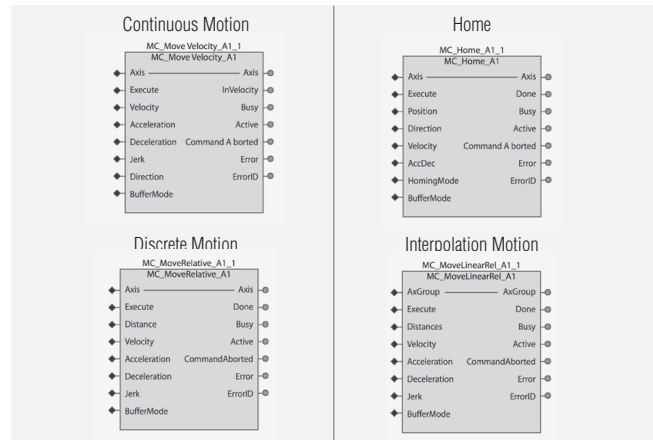 Continuous Motion
MC_Move Velocity_A1_1
MC_Move Velocity_A1
Axis Axis
Execute InVelocity
Velocity Busy
Acceleration Active
Deceleration Command A borted
Jerk Error
Direction ErrorID
BufferMode
Home
MC_Home_A1_1
MC_Home_A1
Axis Axis
Execute Done
Position Busy
Direction Active
Velocity Command A borted
AccDec Error
HomingMode ErrorID
BufferMode
Discrete Motion
MC_MoveRelative_A1_1
MC_MoveRelative_A1
Axis Axis
Execute Done
Distance Busy
Velocity Active
Acceleration CommandAborted
Deceleration Error
Jerk ErrorID
BufferMode
Interpolation Motion
MC_MoveLinearRel_A1_1
MC_MoveLinearRel_A1
AxGroup AxGroup
Execute Done
Distances Busy
Velocity Active
Acceleration CommandAborted
Deceleration Error
Jerk ErrorID
BufferMode